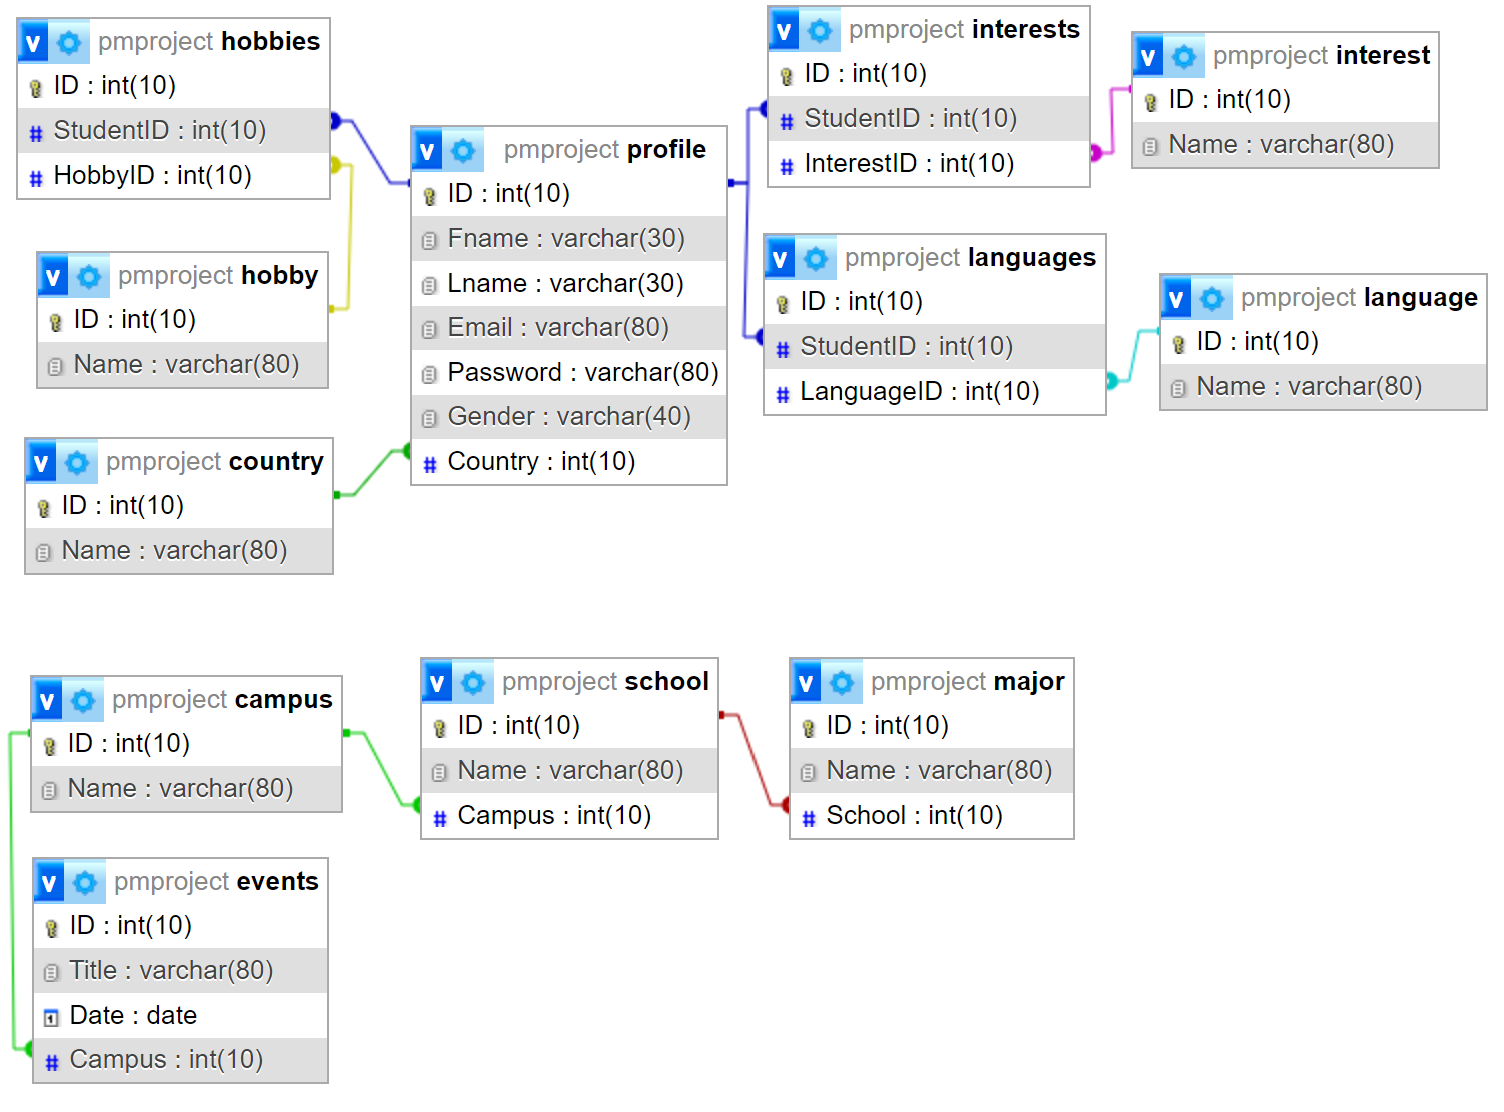 v pmproject hobbies
ID : int(10)
# StudentID : int(10)
# HobbyID : int(10)
v pmproject hobby
ID : int(10)
Name : varchar(80)
v pmproject country
ID : int(10)
Name : varchar(80)
v pmproject profile
ID : int(10)
Fname : varchar(30)
Lname : varchar(30)
Email : varchar(80)
Password : varchar(80)
Gender : varchar(40)
# Country : int(10)
v pmproject interests
ID : int(10)
# StudentID : int(10)
# InterestID : int(10)
v pmproject interest
ID : int(10)
Name : varchar(80)
v pmproject languages
ID : int(10)
# StudentID : int(10)
# LanguageID : int(10)
v pmproject language
ID : int(10)
Name : varchar(80)
v pmproject campus
ID : int(10)
Name : varchar(80)
v pmproject school
ID : int(10)
Name : varchar(80)
# Campus : int(10)
v pmproject major
ID : int(10)
Name : varchar(80)
# School : int(10)
v pmproject events
ID : int(10)
Title : varchar(80)
Date : date
# Campus : int(10)